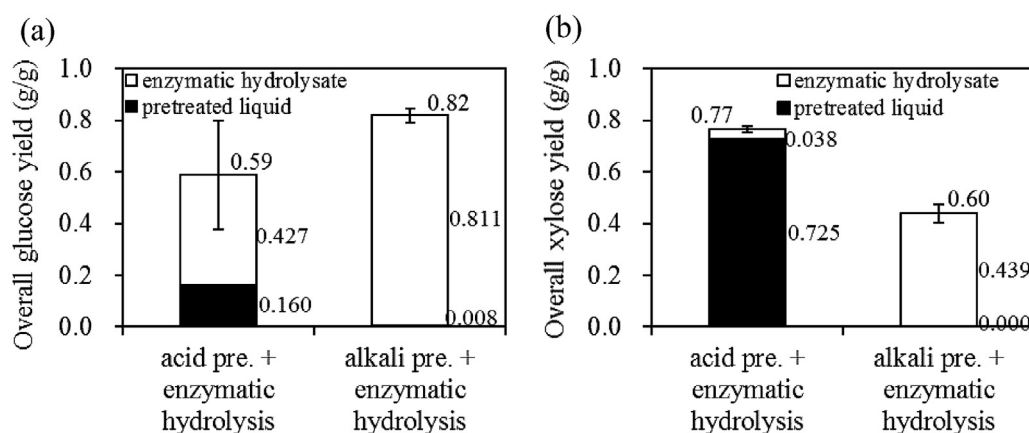 (a)
Overall glucose yield (g/g)
1.0
0.8
0.6
0.4
0.2
0.0
enzymatic hydrolysate
pretreated liquid
0.59
0.427
0.160
0.82
0.811
0.008
acid pre. +
enzymatic
hydrolysis
alkali pre. +
enzymatic
hydrolysis
(b)
Overall xylose yield (g/g)
1.0
0.8
0.6
0.4
0.2
0.0
enzymatic hydrolysate
pretreated liquid
0.77
0.038
0.725
0.60
0.439
0.000
acid pre. +
enzymatic
hydrolysis
alkali pre. +
enzymatic
hydrolysis